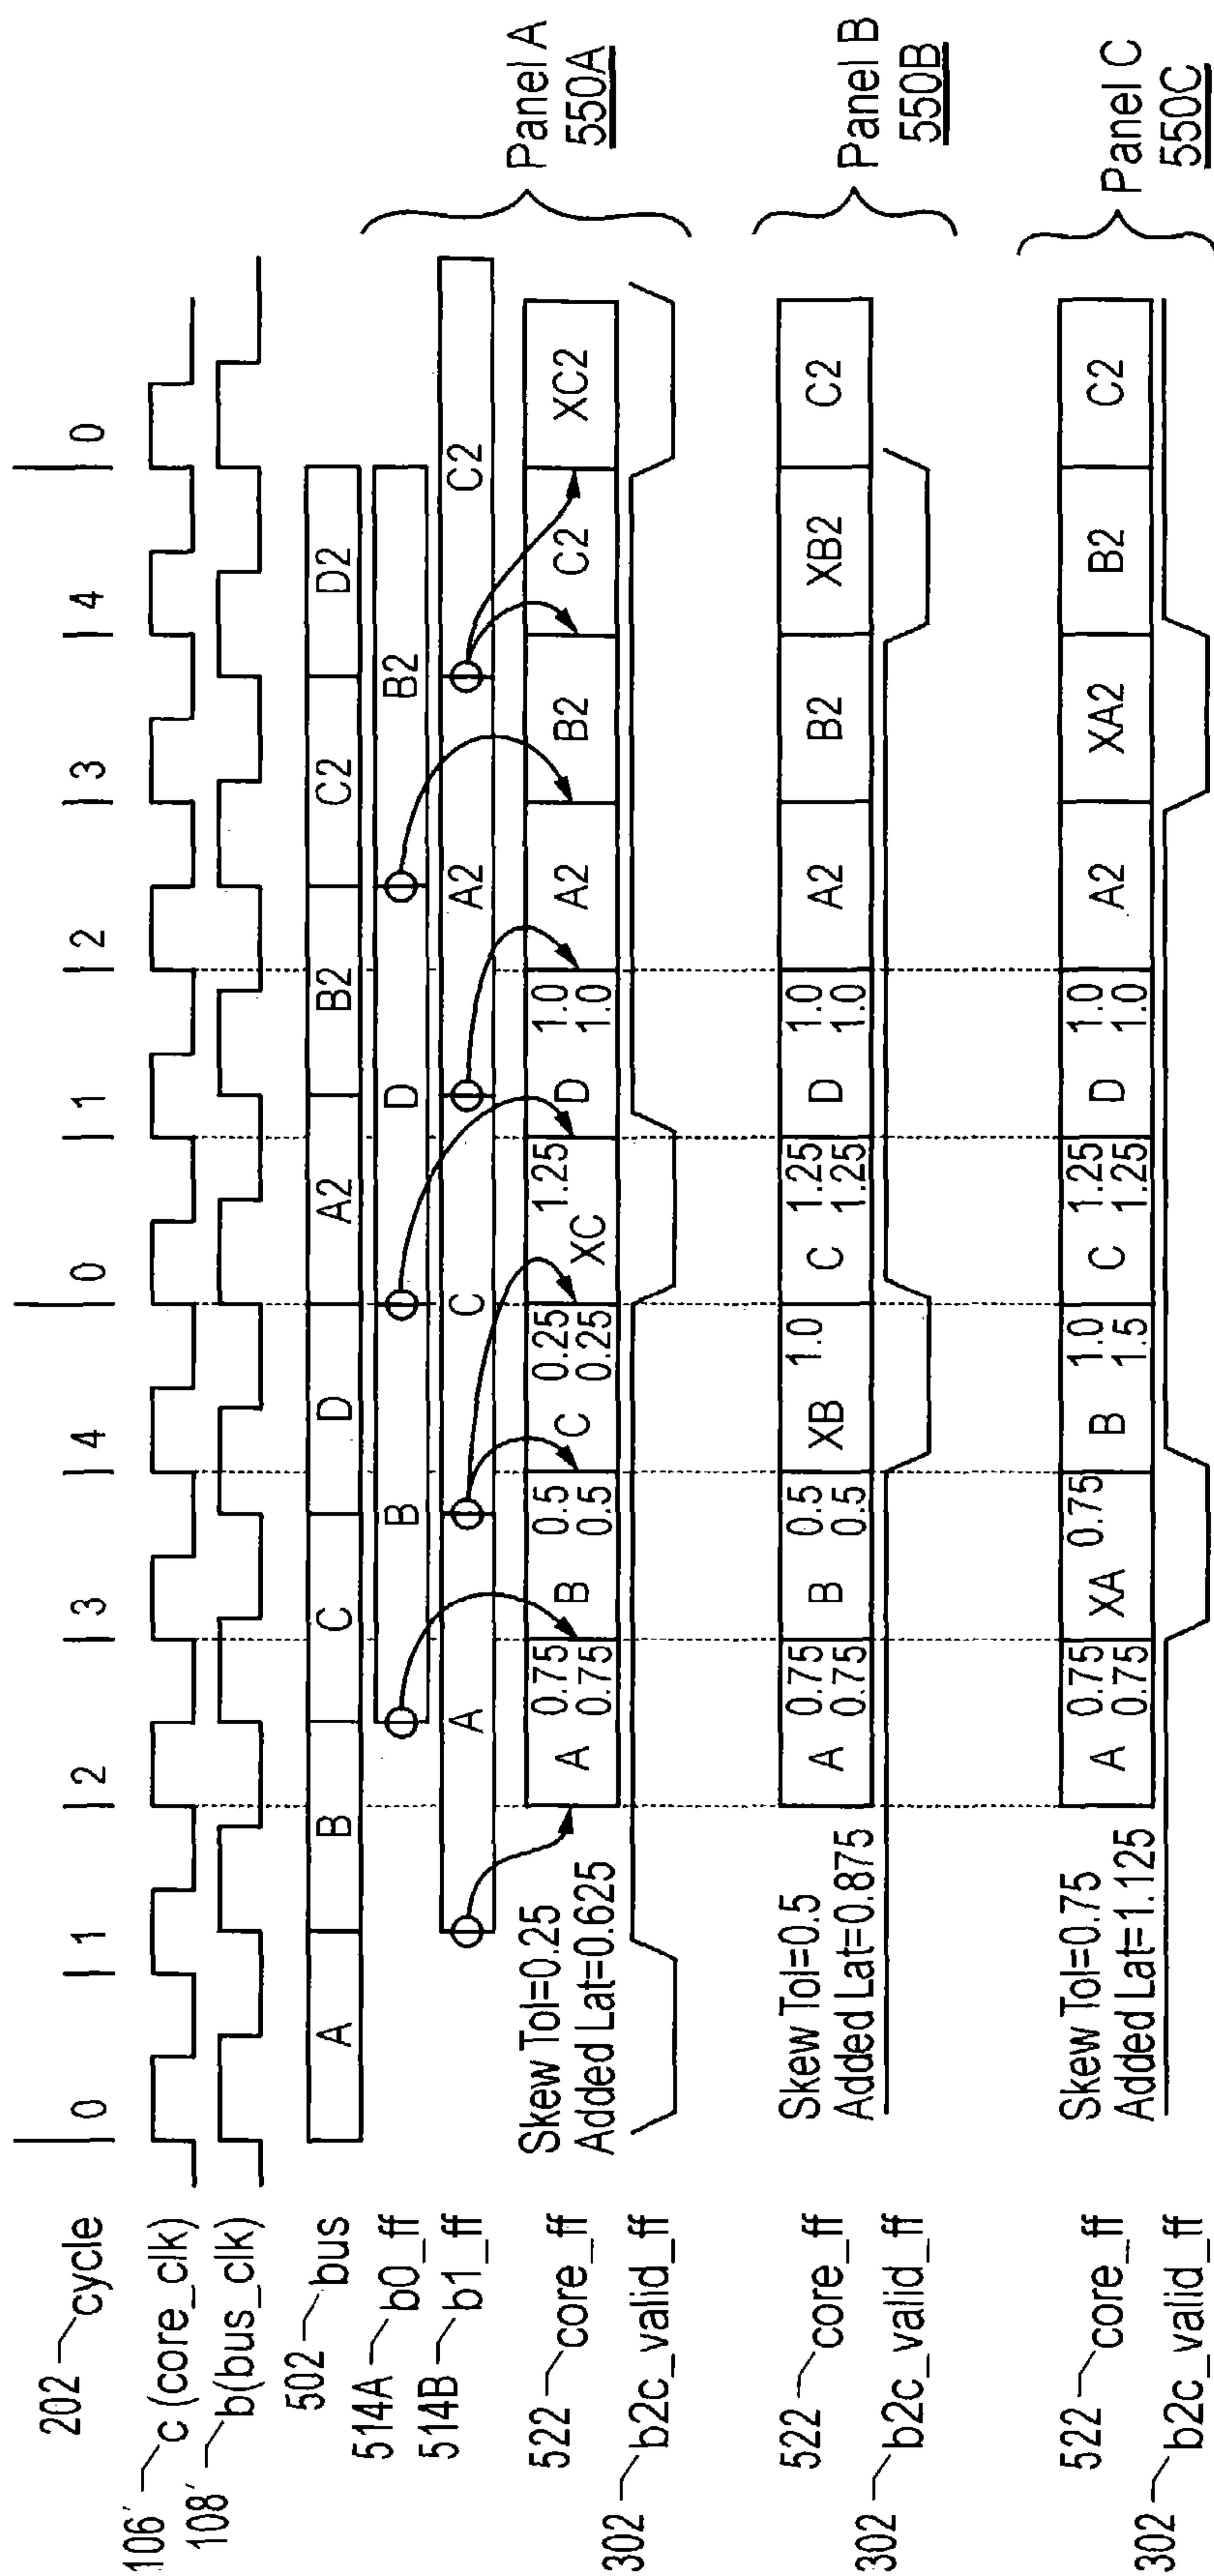 202 cycle | 0 | 1 | 2 | 3 | 4 | 0 | 1 | 2 | 3 | 4 | 0
106' c (core_clk)
108' b(bus_clk)
502 bus A B C D A2 B2 C2 D2
514A b0_ff B D B2
514B b1_ff A C A2 C2
Panel A
550A
Skew Tol=0.25
Added Lat=0.625
522 core_ff A 0.75 0.75 B 0.5 0.5 C 0.25 0.25 XC 1.25 D 1.0 1.0 A2 B2 C2 XC2
302 b2c_valid_ff
Panel B
550B
Skew Tol=0.5
Added Lat=0.875
522 core_ff A 0.75 0.75 B 0.5 0.5 XB 1.0 C 1.25 1.25 D 1.0 1.0 A2 B2 XB2 C2
302 b2c_valid_ff
Panel C
550C
Skew Tol=0.75
Added Lat=1.125
522 core_ff A 0.75 0.75 XA 0.75 B 1.0 1.5 C 1.25 1.25 D 1.0 1.0 A2 XA2 B2 C2
302 b2c_valid_ff